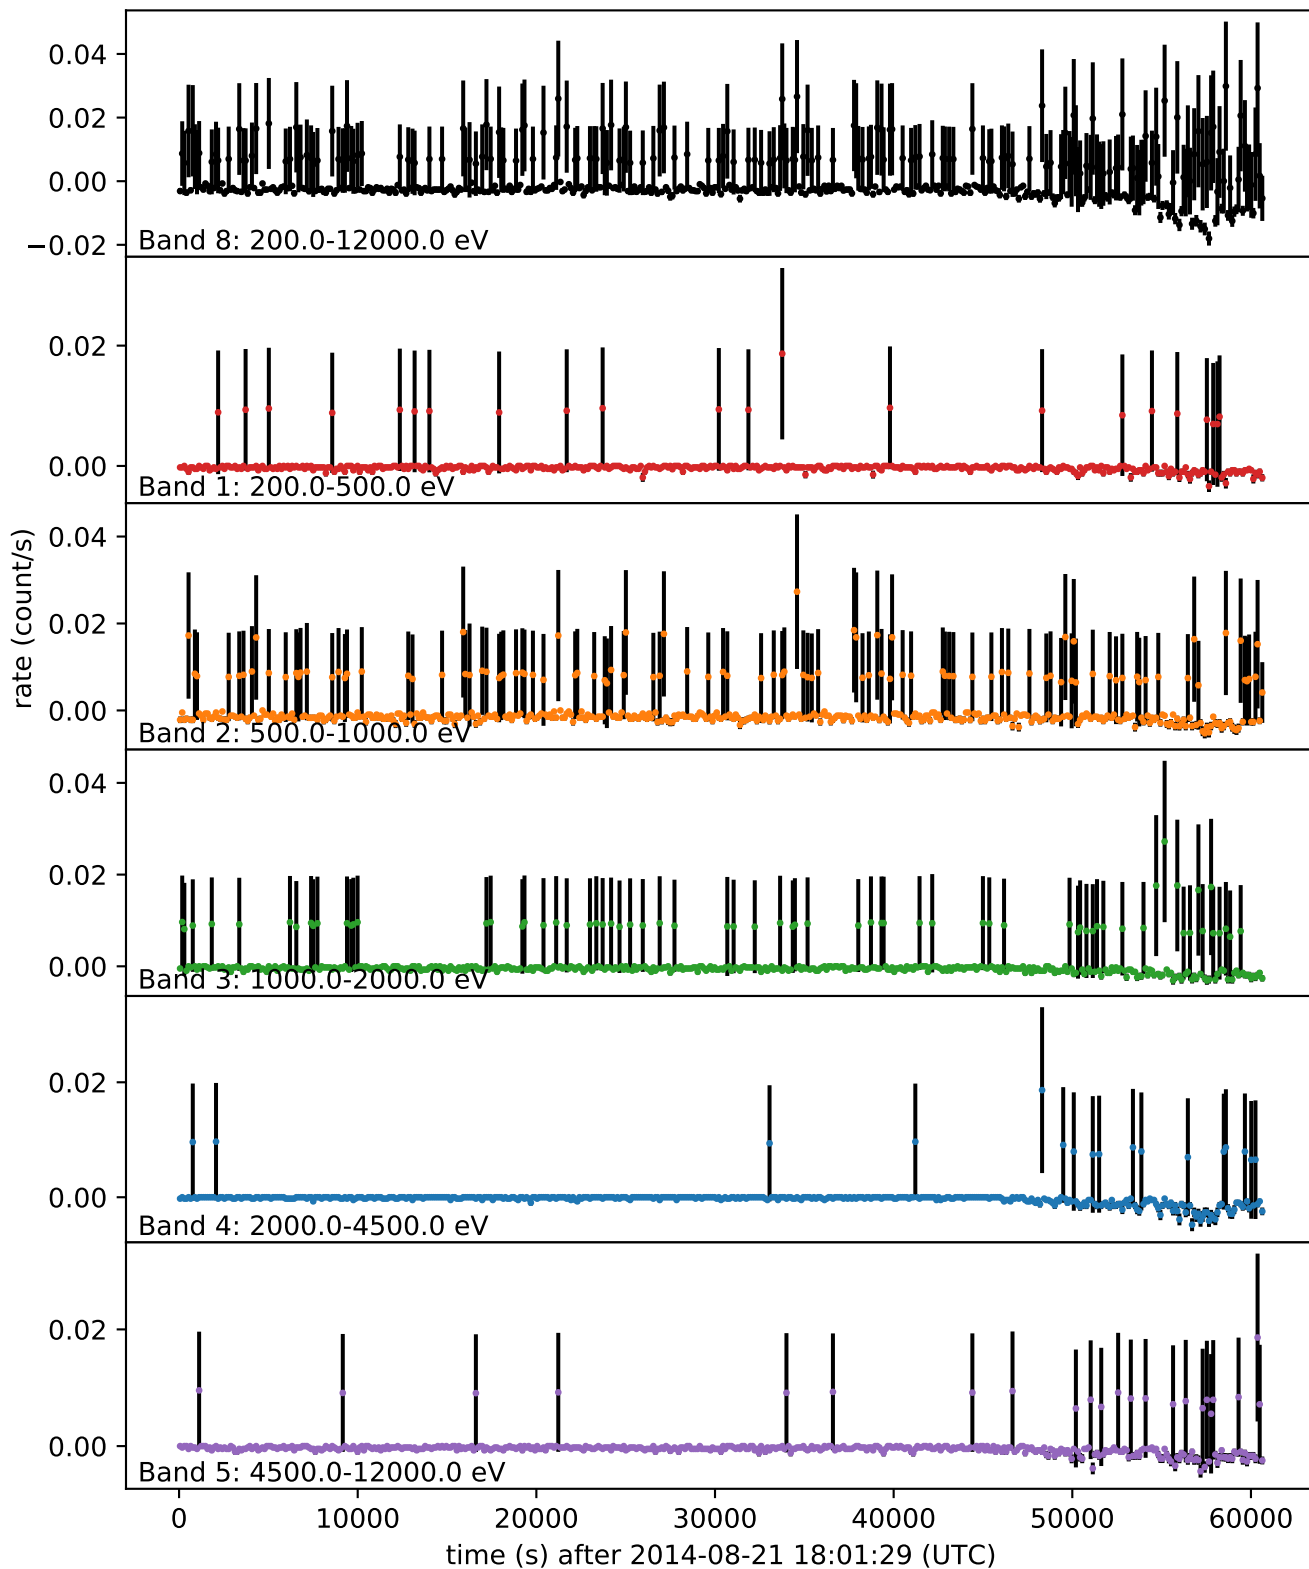 0.04
0.02
0.00
−0.02
Band 8: 200.0-12000.0 eV
0.02
0.00
Band 1: 200.0-500.0 eV
rate (count/s)
0.04
0.02
0.00
Band 2: 500.0-1000.0 eV
0.04
0.02
0.00
Band 3: 1000.0-2000.0 eV
0.02
0.00
Band 4: 2000.0-4500.0 eV
0.02
0.00
Band 5: 4500.0-12000.0 eV
0 10000 20000 30000 40000 50000 60000
time (s) after 2014-08-21 18:01:29 (UTC)